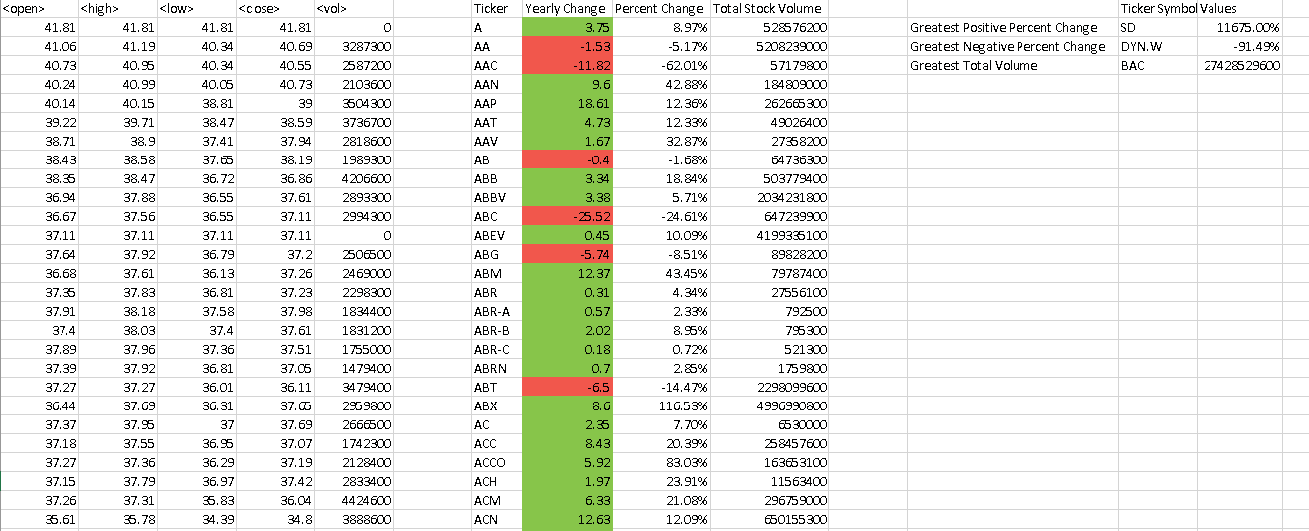 <open> <high> <low> <close> <vol> Ticker Yearly Change Percent Change Total Stock Volume Ticker Symbol Values
41.81 41.81 41.81 41.81 0 A 3.75 8.97% 528576200 Greatest Positive Percent Change SD 11675.00%
41.06 41.19 40.34 40.69 3287300 AA -1.53 -5.17% 5208239000 Greatest Negative Percent Change DYN.W -91.49%
40.73 40.95 40.34 40.55 2587200 AAC -11.82 -62.01% 57179800 Greatest Total Volume BAC 27428529600
40.24 40.99 40.05 40.73 2103600 AAN 9.6 42.88% 184809000
40.14 40.15 38.81 39 3504300 AAP 18.61 12.36% 262665300
39.22 39.71 38.47 38.59 3736700 AAT 4.73 12.33% 49026400
38.71 38.9 37.41 37.94 2818600 AAV 1.67 32.87% 27358200
38.43 38.58 37.65 38.19 1989300 AB -0.4 -1.68% 64736300
38.35 38.47 36.72 36.86 4206600 ABB 3.34 18.84% 503779400
36.94 37.88 36.55 37.61 2893300 ABBV 3.38 5.71% 2034231800
36.67 37.56 36.55 37.11 2994300 ABC -25.52 -24.61% 647239900
37.11 37.11 37.11 37.11 0 ABEV 0.45 10.09% 4199335100
37.64 37.92 36.79 37.2 2506500 ABG -5.74 -8.51% 89828200
36.68 37.61 36.13 37.26 2469000 ABM 12.37 43.45% 79787400
37.35 37.83 36.81 37.23 2298300 ABR 0.31 4.34% 27556100
37.91 38.18 37.58 37.98 1834400 ABR-A 0.57 2.33% 792500
37.4 38.03 37.4 37.61 1831200 ABR-B 2.02 8.95% 795300
37.89 37.96 37.36 37.51 1755000 ABR-C 0.18 0.72% 521300
37.39 37.92 36.81 37.05 1479400 ABRN 0.7 2.85% 1759800
37.27 37.27 36.01 36.11 3479400 ABT -6.5 -14.47% 2298099600
36.44 37.69 36.31 37.65 2959800 ABX 8.6 116.53% 4996990800
37.37 37.95 37 37.69 2666500 AC 2.35 7.70% 6530000
37.18 37.55 36.95 37.07 1742300 ACC 8.43 20.39% 258457600
37.27 37.36 36.29 37.19 2128400 ACCO 5.92 83.03% 163653100
37.15 37.79 36.97 37.42 2833400 ACH 1.97 23.91% 11563400
37.26 37.31 35.83 36.04 4424600 ACM 6.33 21.08% 296759000
35.61 35.78 34.39 34.8 3888600 ACN 12.63 12.09% 650155300